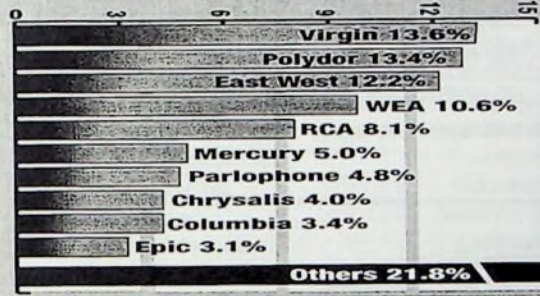 0 3 6 9 12 15
Virgin 13.6%
Polydor 13.4%
East West 12.2%
WEA 10.6%
RCA 8.1%
Mercury 5.0%
Parlophone 4.8%
Chrysalis 4.0%
Columbia 3.4%
Epic 3.1%
Others 21.8%